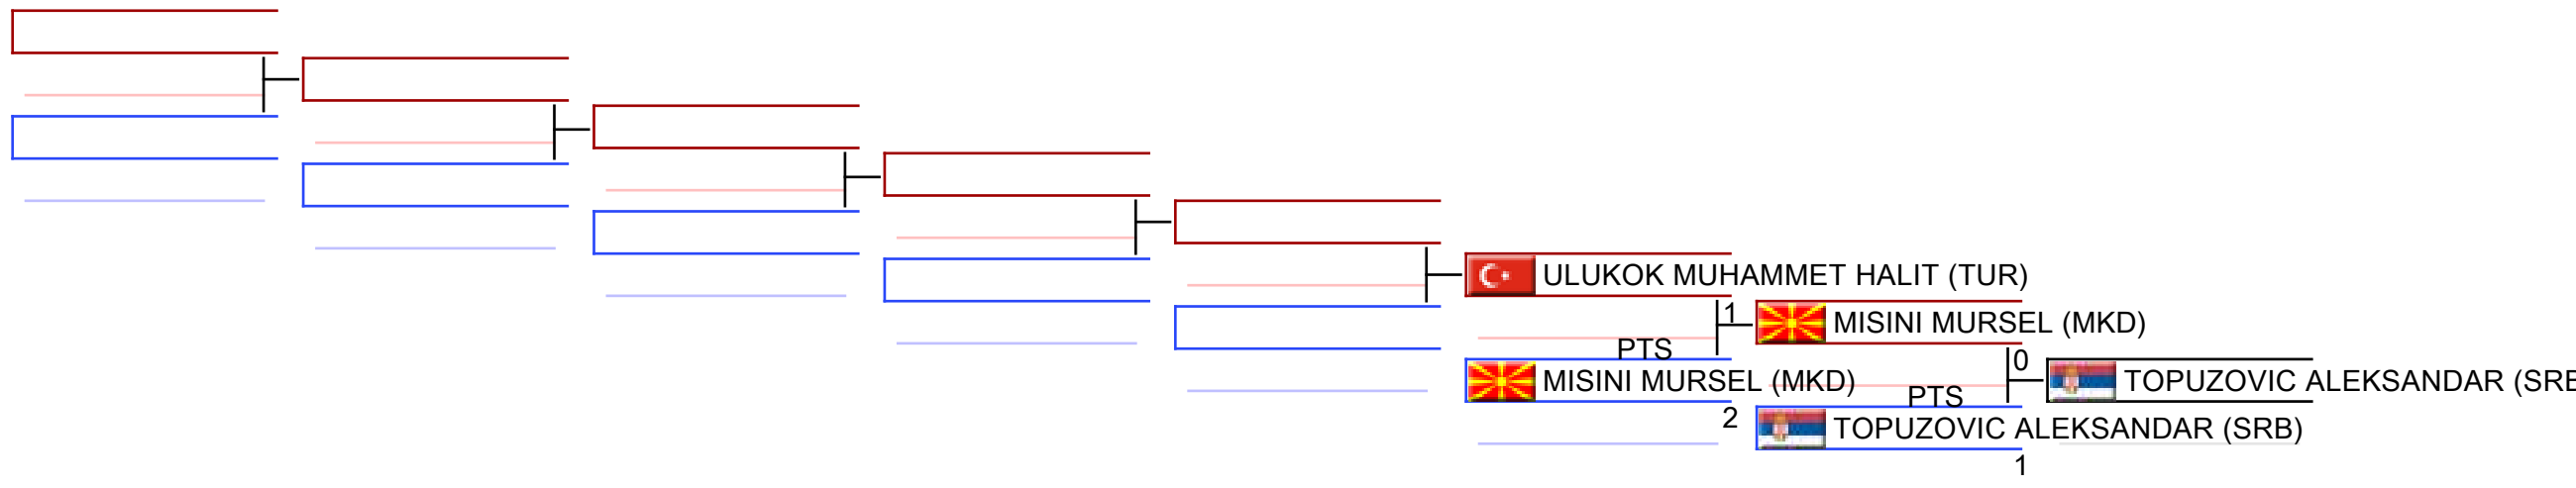 ULUKOK MUHAMMET HALIT (TUR)
1
MISINI MURSEL (MKD)
PTS
0
MISINI MURSEL (MKD)
TOPUZOVIC ALEKSANDAR (SRB
PTS
2
TOPUZOVIC ALEKSANDAR (SRB)
1